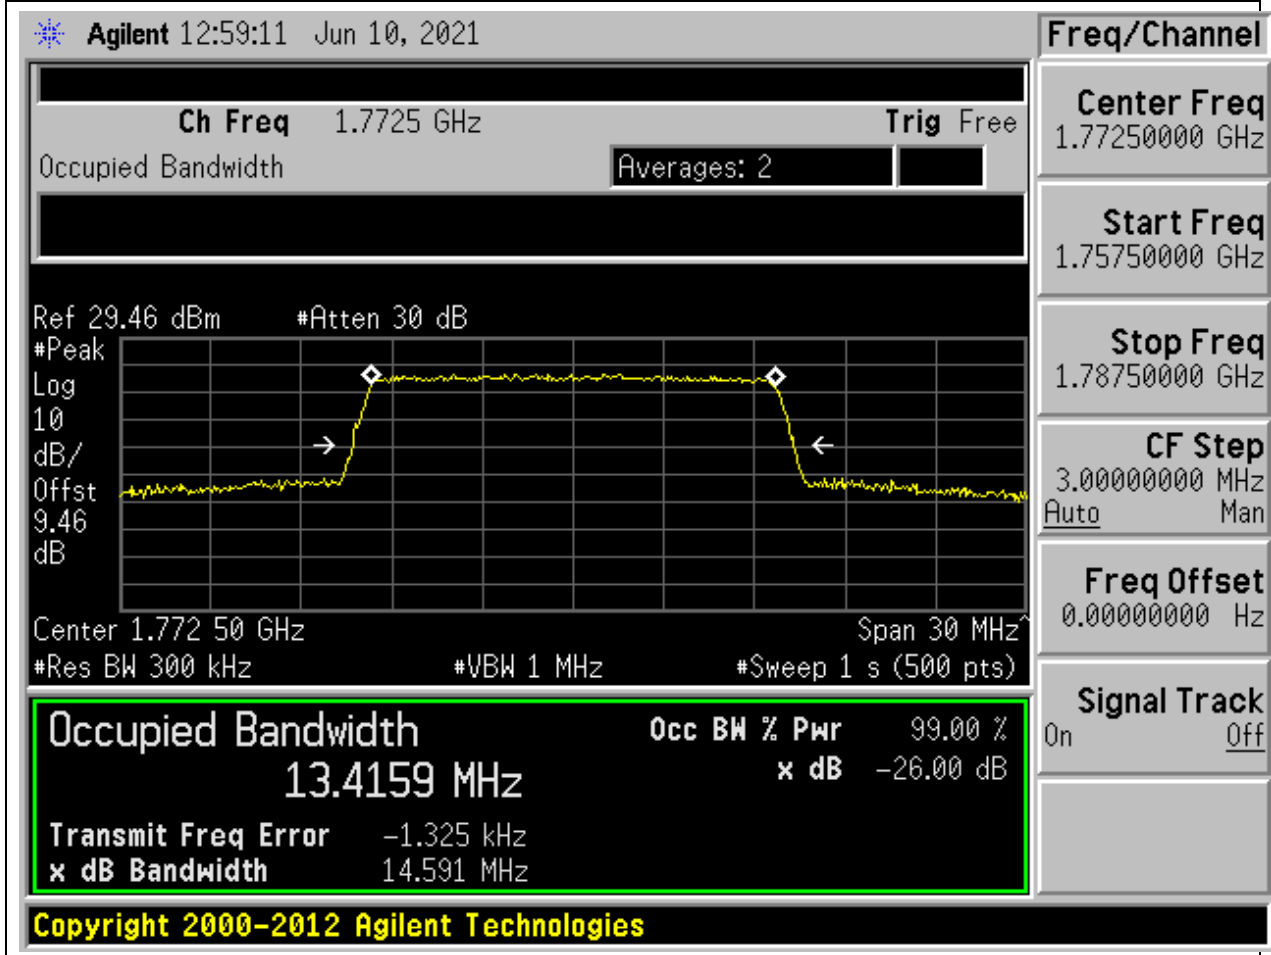 Agilent 12:59:11 Jun 10, 2021
Freq/Channel
Ch Freq 1.7725 GHz Trig Free
Occupied Bandwidth Averages: 2
Ref 29.46 dBm #Atten 30 dB
#Peak
Log
10
dB/
Offst
9.46
dB
Center 1.772 50 GHz Span 30 MHz^
#Res BW 300 kHz #VBW 1 MHz #Sweep 1 s (500 pts)
Occupied Bandwidth Occ BW % Pwr 99.00 %
13.4159 MHz x dB -26.00 dB
Transmit Freq Error -1.325 kHz
x dB Bandwidth 14.591 MHz
Center Freq
1.77250000 GHz
Start Freq
1.75750000 GHz
Stop Freq
1.78750000 GHz
CF Step
3.00000000 MHz
Auto Man
Freq Offset
0.00000000 Hz
Signal Track
On Off
Copyright 2000-2012 Agilent Technologies